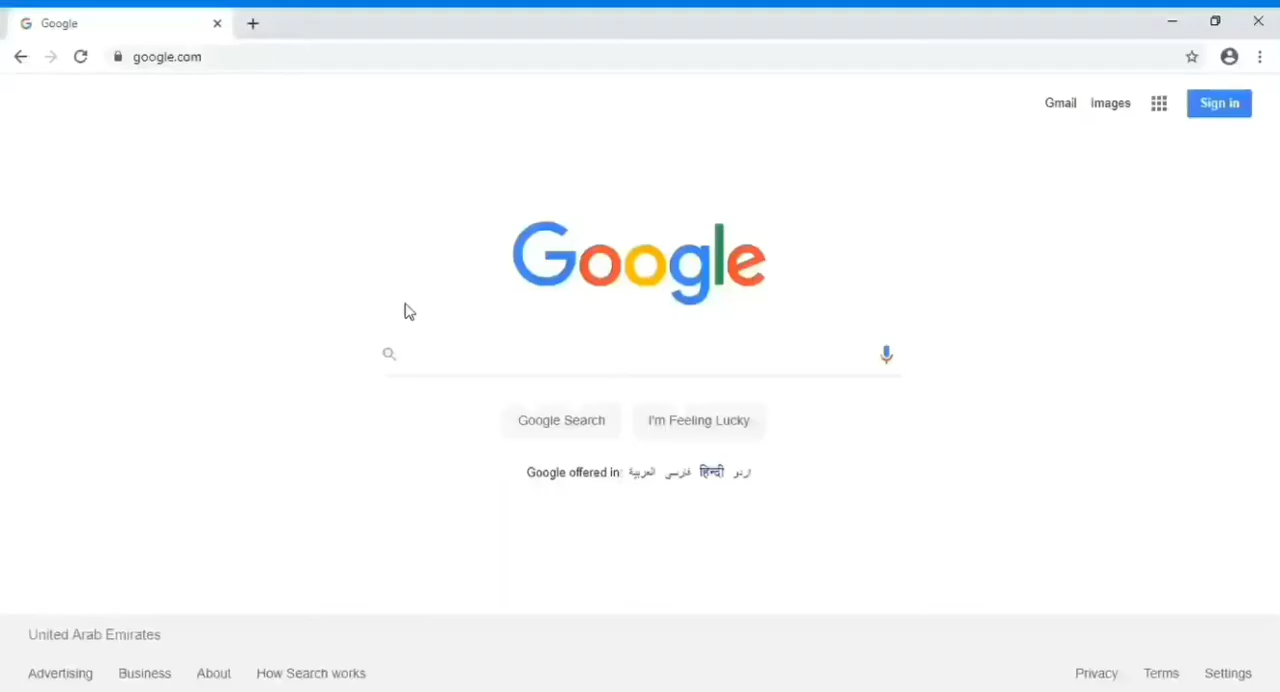 Google
google.com
Gmail Images Sign in
Google
Google Search I'm Feeling Lucky
Google offered in: العربية فارسی हिन्दी اردو
United Arab Emirates
Advertising Business About How Search works Privacy Terms Settings